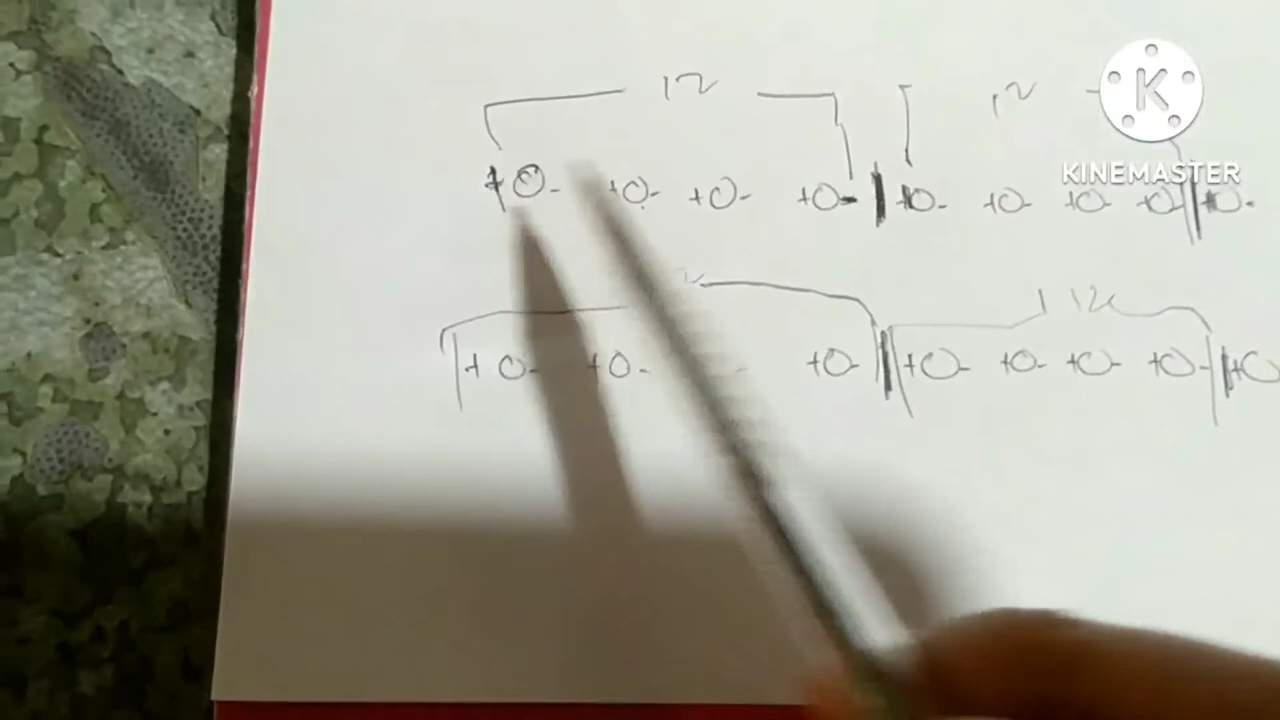 12 12
+O- +O- +O- +O- | +O- +O- +O- +O- | +O-
12
| + O- +O- - +O- | +O- +O- +O- +O- | +O
K
KINEMASTER